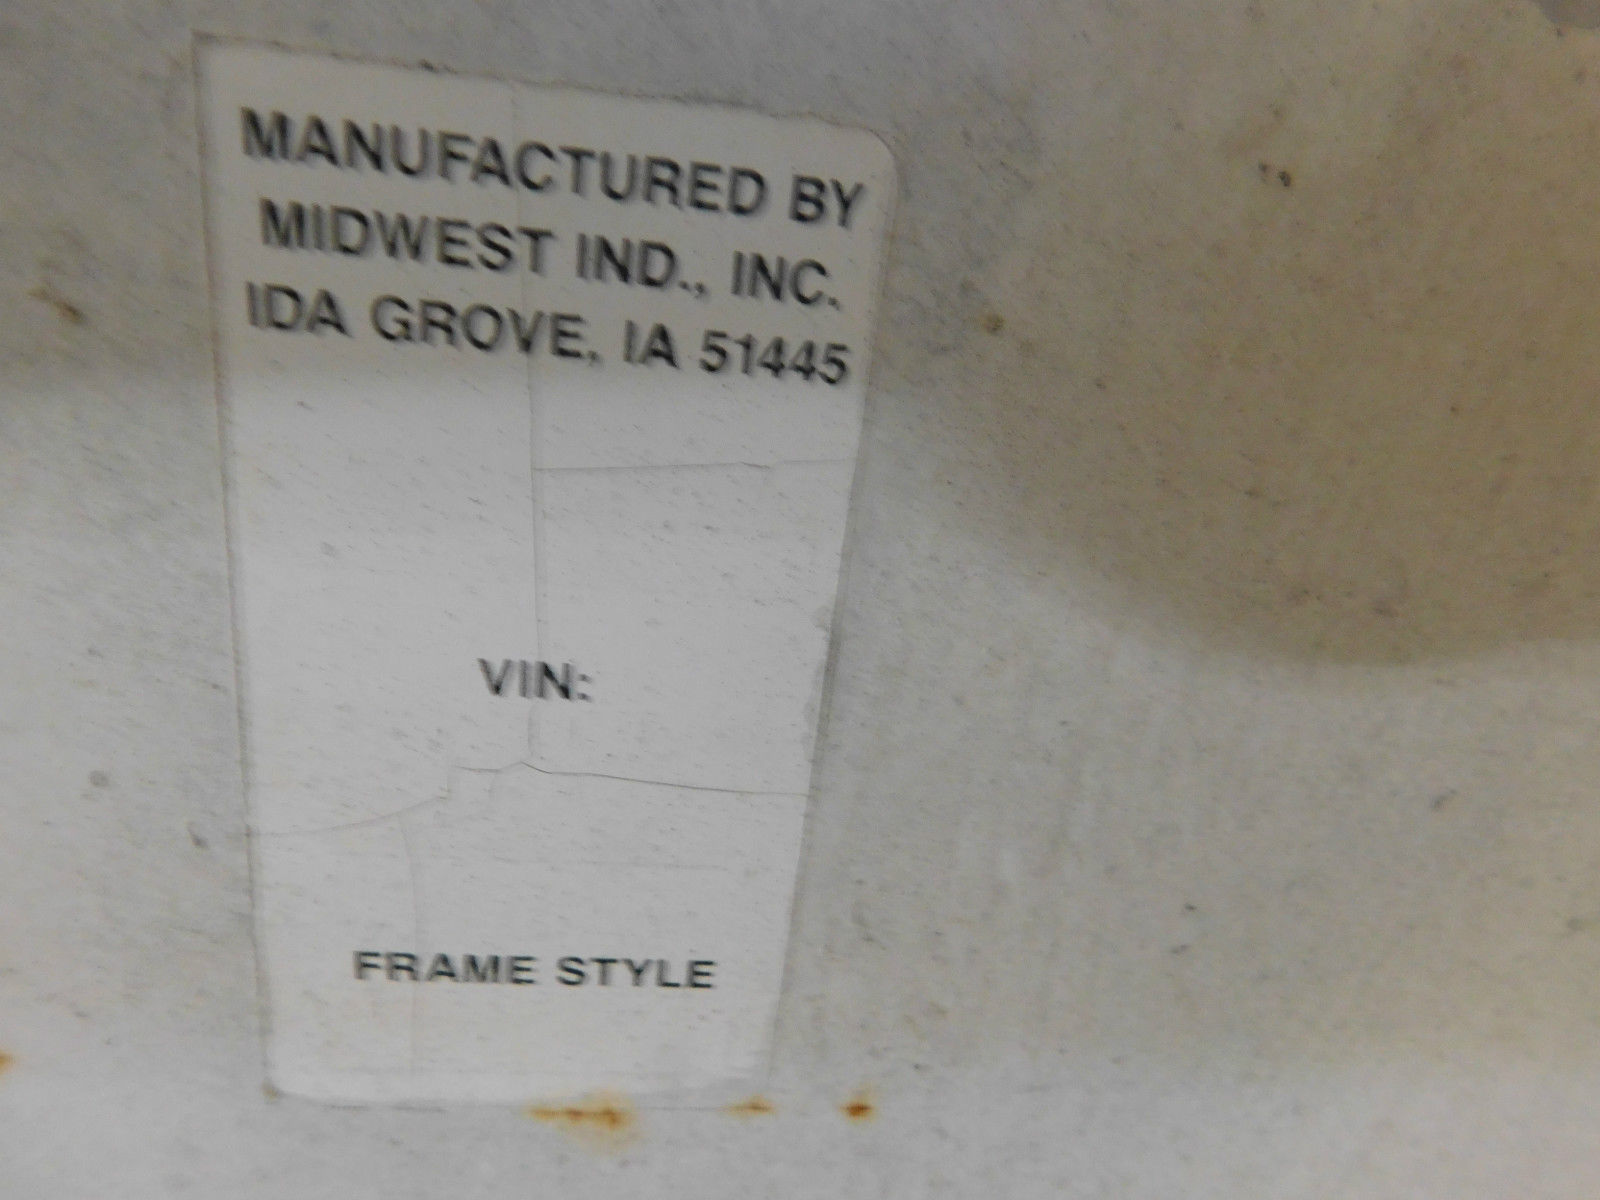 MANUFACTURED BY
MIDWEST IND., INC.
IDA GROVE, IA 51445
VIN:
FRAME STYLE